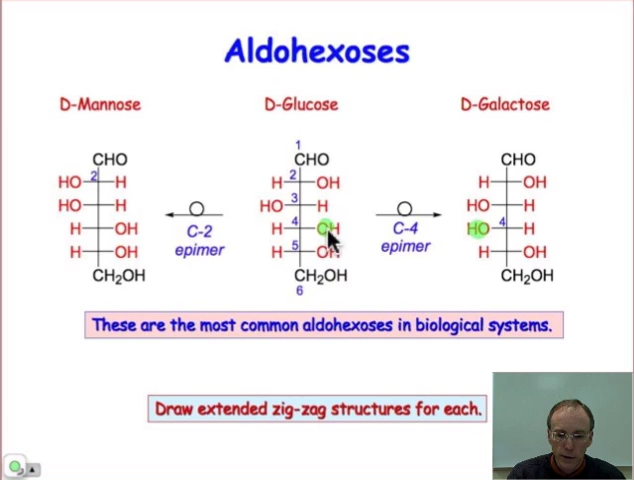 Aldohexoses
D-Mannose D-Glucose D-Galactose
1
CHO CHO CHO
HO 2 H H 2 OH H OH
HO H HO 3 H HO H
H OH H 4 OH HO 4 H
H OH H 5 OH H OH
CH₂OH CH₂OH CH₂OH
6
C-2
epimer
C-4
epimer
These are the most common aldohexoses in biological systems.
Draw extended zig-zag structures for each.